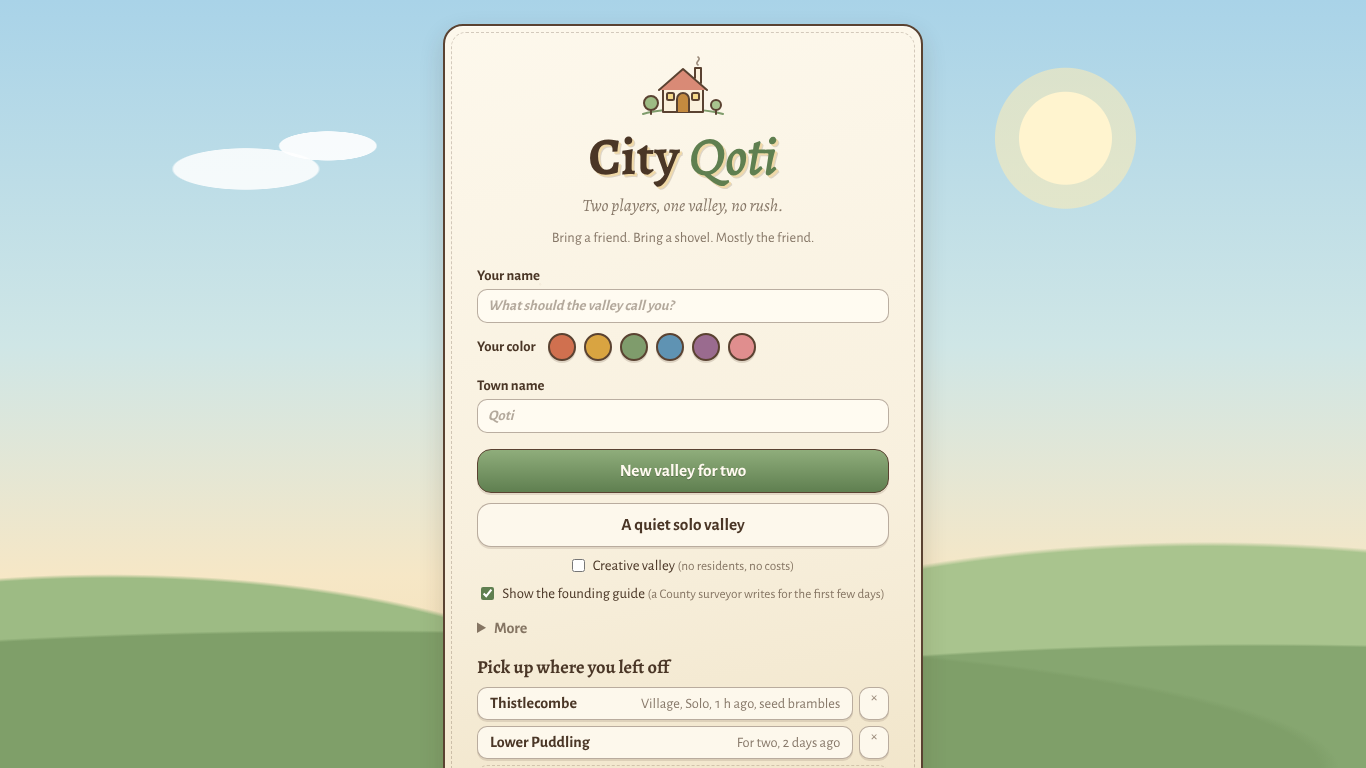 City Qoti
Two players, one valley, no rush.
Bring a friend. Bring a shovel. Mostly the friend.
Your name
What should the valley call you?
Your color
Town name
Qoti
New valley for two
A quiet solo valley
Creative valley (no residents, no costs)
Show the founding guide (a County surveyor writes for the first few days)
More
Pick up where you left off
Thistlecombe Village, Solo, 1 h ago, seed brambles ×
Lower Puddling For two, 2 days ago ×